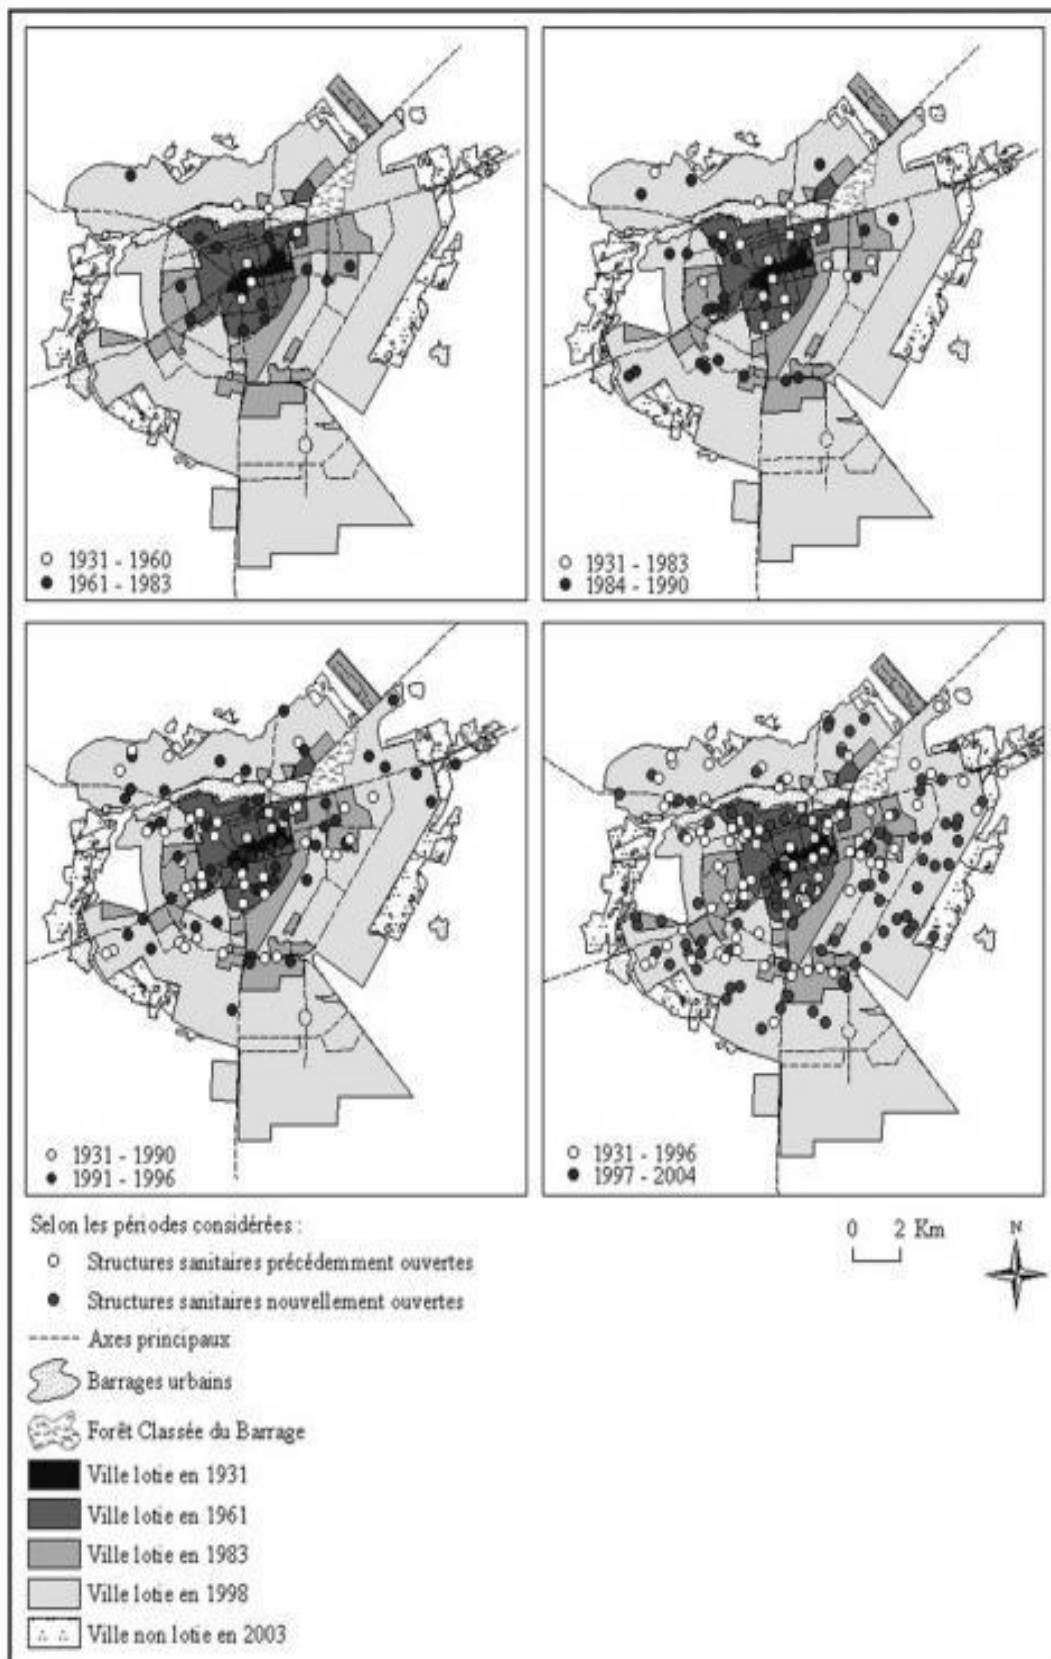 1931 - 1960
1961 - 1983
1931 - 1983
1984 - 1990
1931 - 1990
1991 - 1996
1931 - 1996
1997 - 2004
Selon les périodes considérées :
Structures sanitaires précédemment ouvertes
Structures sanitaires nouvellement ouvertes
Axes principaux
Barrages urbains
Forêt Classée du Barrage
Ville lotie en 1931
Ville lotie en 1961
Ville lotie en 1983
Ville lotie en 1998
Ville non lotie en 2003
0 2 Km
N